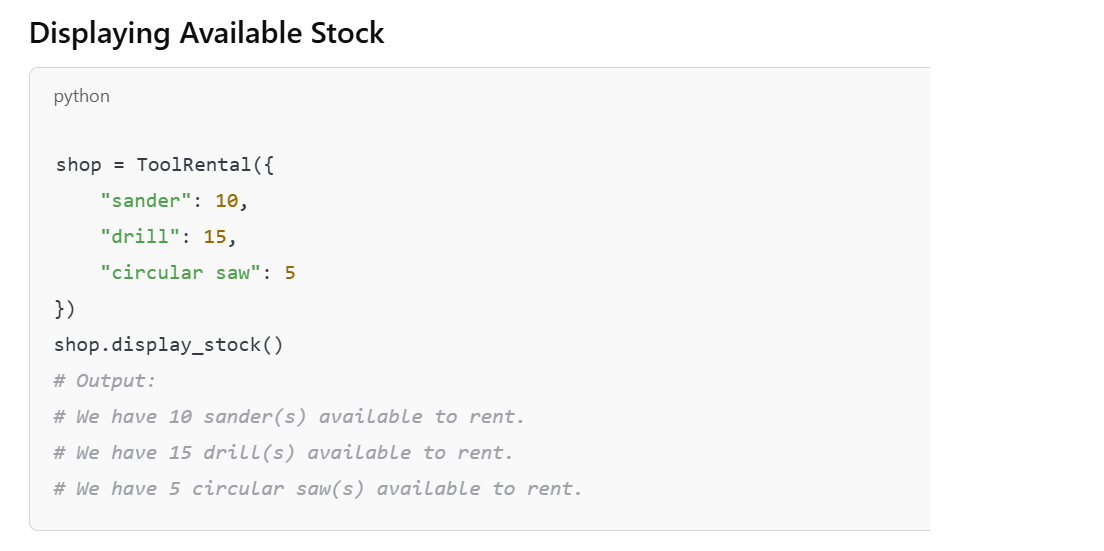 Displaying Available Stock
python
shop = ToolRental({
    "sander": 10,
    "drill": 15,
    "circular saw": 5
})
shop.display_stock()
# Output:
# We have 10 sander(s) available to rent.
# We have 15 drill(s) available to rent.
# We have 5 circular saw(s) available to rent.